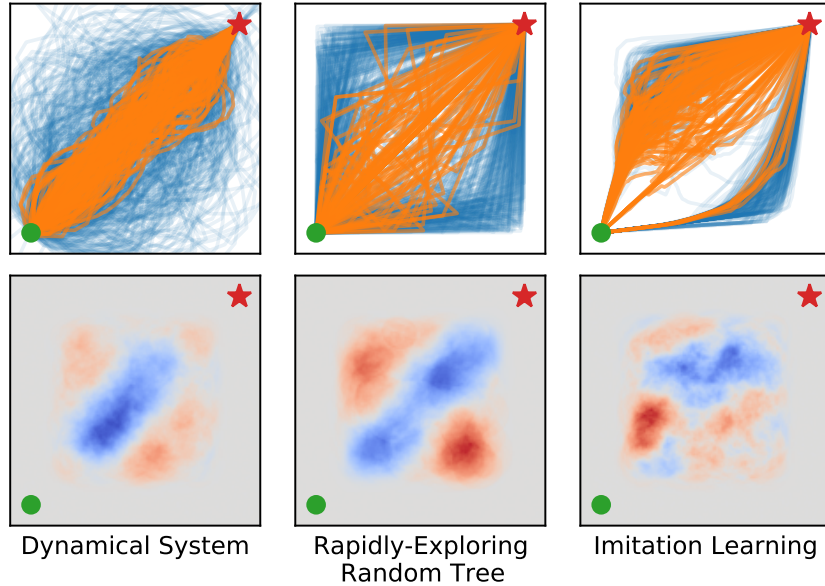 Dynamical System
Rapidly-Exploring
Random Tree
Imitation Learning